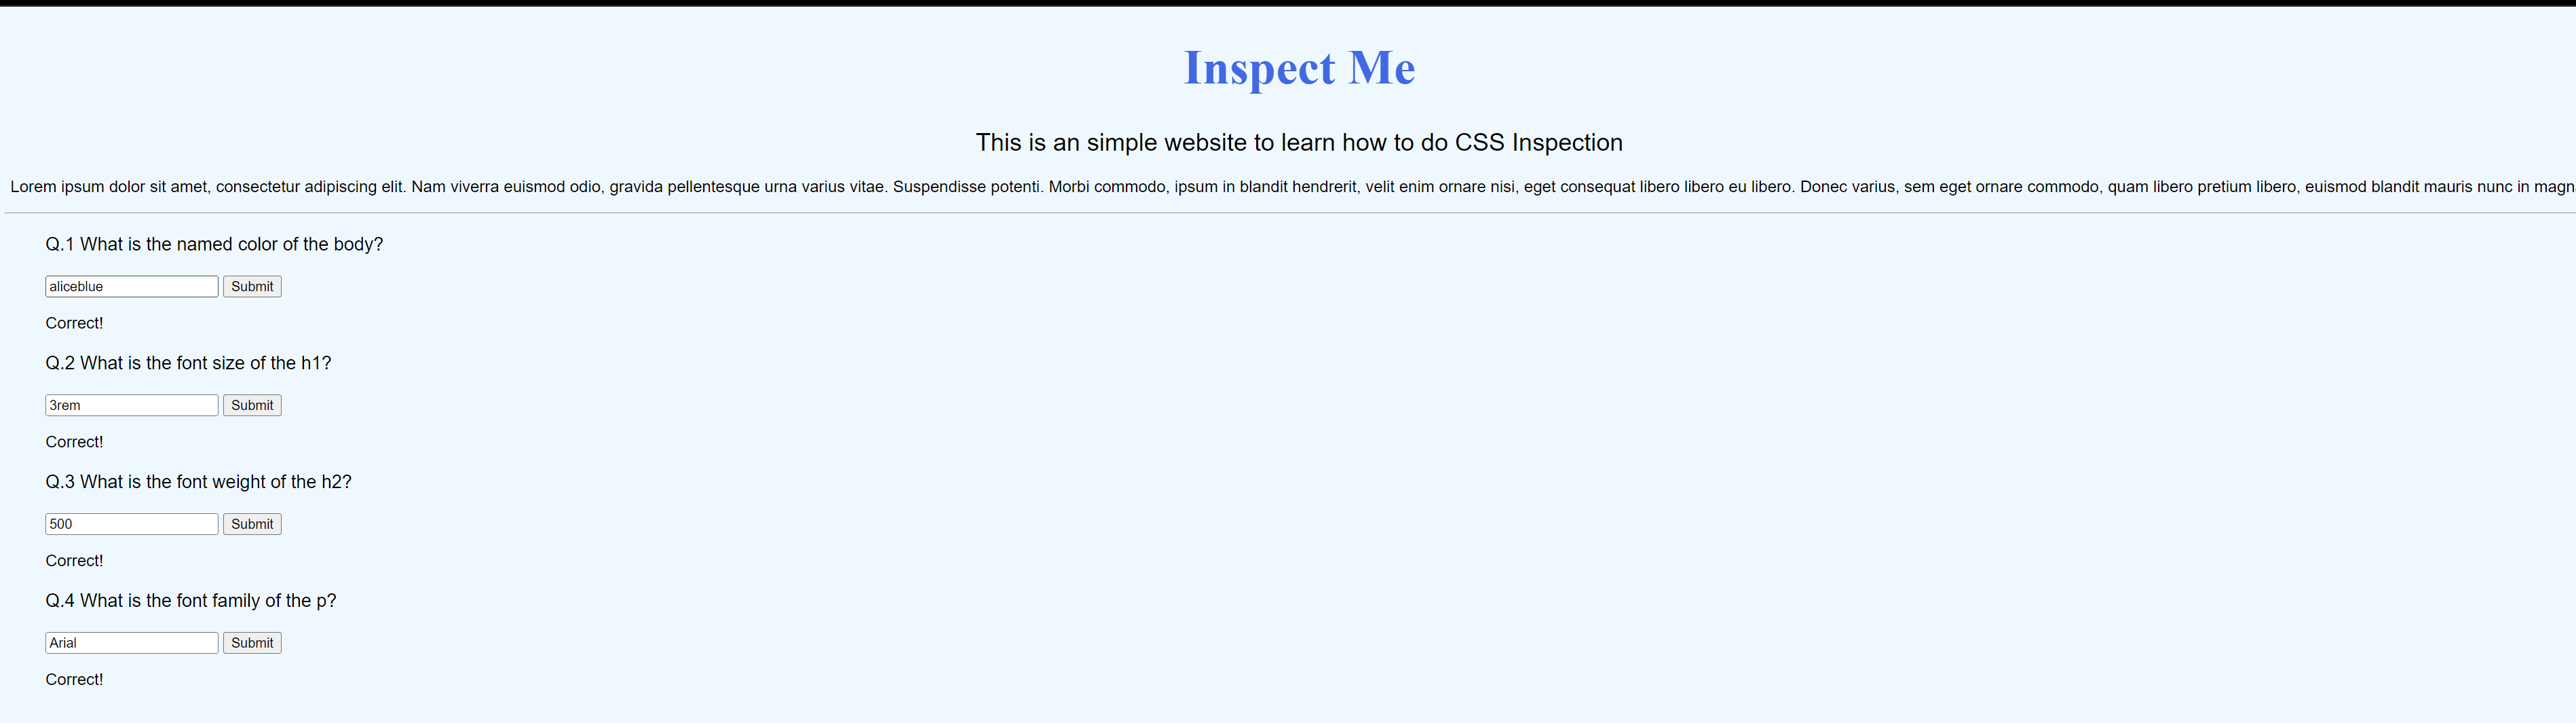 Inspect Me
This is an simple website to learn how to do CSS Inspection
Lorem ipsum dolor sit amet, consectetur adipiscing elit. Nam viverra euismod odio, gravida pellentesque urna varius vitae. Suspendisse potenti. Morbi commodo, ipsum in blandit hendrerit, velit enim ornare nisi, eget consequat libero libero eu libero. Donec varius, sem eget ornare commodo, quam libero pretium libero, euismod blandit mauris nunc in magn
Q.1 What is the named color of the body?
aliceblue Submit
Correct!
Q.2 What is the font size of the h1?
3rem Submit
Correct!
Q.3 What is the font weight of the h2?
500 Submit
Correct!
Q.4 What is the font family of the p?
Arial Submit
Correct!